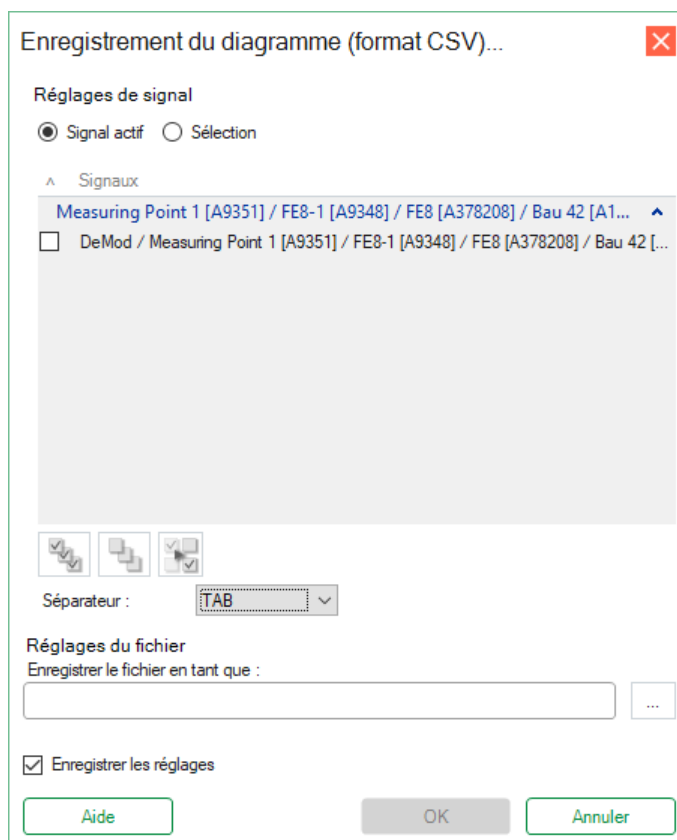 Enregistrement du diagramme (format CSV)...
Réglages de signal
Signal actif Sélection
Signaux
Measuring Point 1 [A9351] / FE8-1 [A9348] / FE8 [A378208] / Bau 42 [A1...
DeMod / Measuring Point 1 [A9351] / FE8-1 [A9348] / FE8 [A378208] / Bau 42 [...
Séparateur : TAB
Réglages du fichier
Enregistrer le fichier en tant que :
...
Enregistrer les réglages
Aide OK Annuler